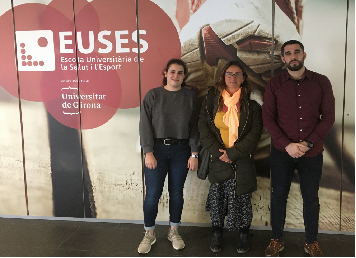 EUSES
Escola Universitària de
la Salut i l'Esport
Universitat
de Girona